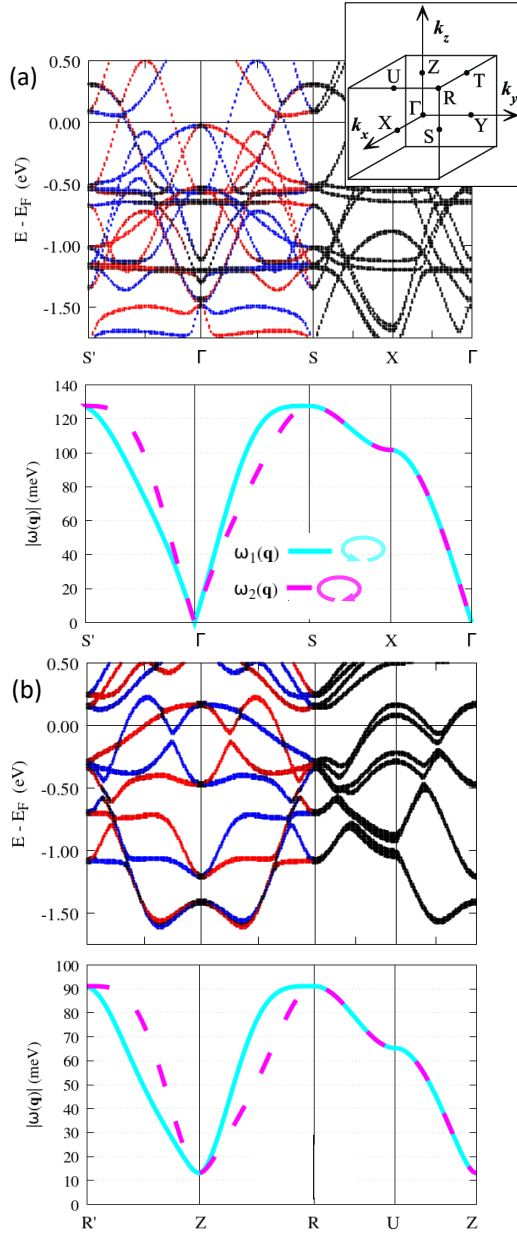 (a)
k_z
U
Z
T
R
Γ
k_y
X
k_x
S
Y
E - E_F (eV)
0.50
0.00
-0.50
-1.00
-1.50
S' Γ S X Γ
|ω(q)| (meV)
140
120
100
80
60
40
20
0
ω₁(q)
ω₂(q)
S' Γ S X Γ
(b)
E - E_F (eV)
0.50
0.00
-0.50
-1.00
-1.50
|ω(q)| (meV)
100
90
80
70
60
50
40
30
20
10
0
R' Z R U Z